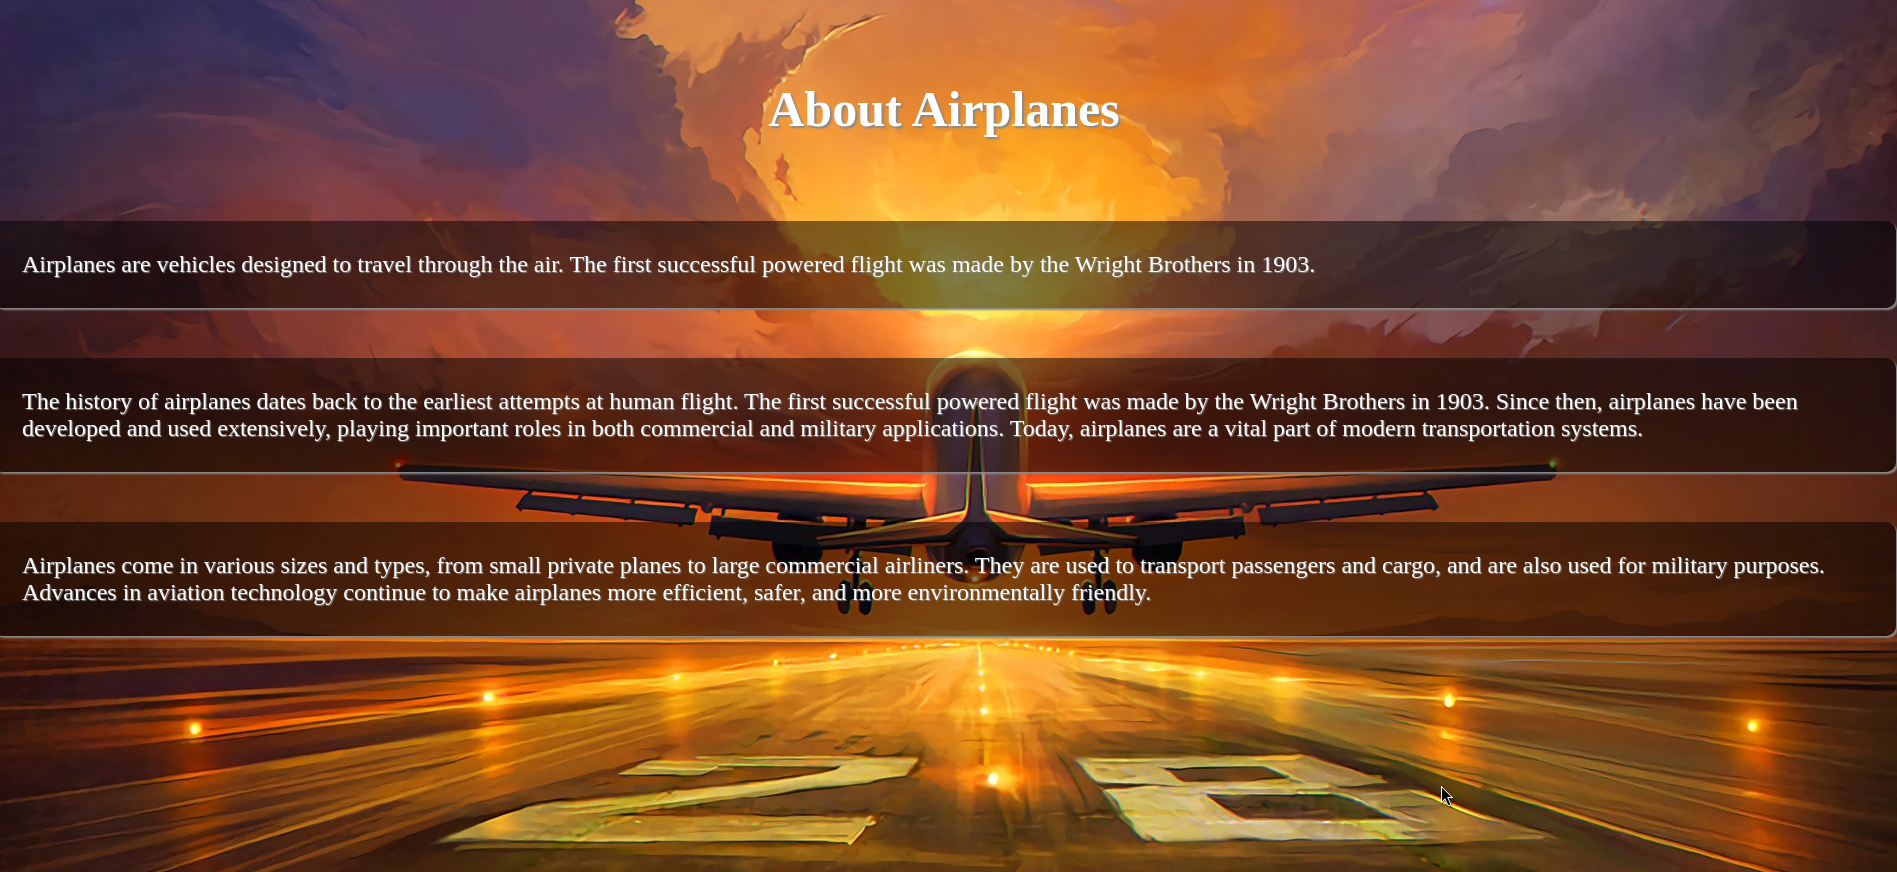 About Airplanes
Airplanes are vehicles designed to travel through the air. The first successful powered flight was made by the Wright Brothers in 1903.
The history of airplanes dates back to the earliest attempts at human flight. The first successful powered flight was made by the Wright Brothers in 1903. Since then, airplanes have been
developed and used extensively, playing important roles in both commercial and military applications. Today, airplanes are a vital part of modern transportation systems.
Airplanes come in various sizes and types, from small private planes to large commercial airliners. They are used to transport passengers and cargo, and are also used for military purposes.
Advances in aviation technology continue to make airplanes more efficient, safer, and more environmentally friendly.
28